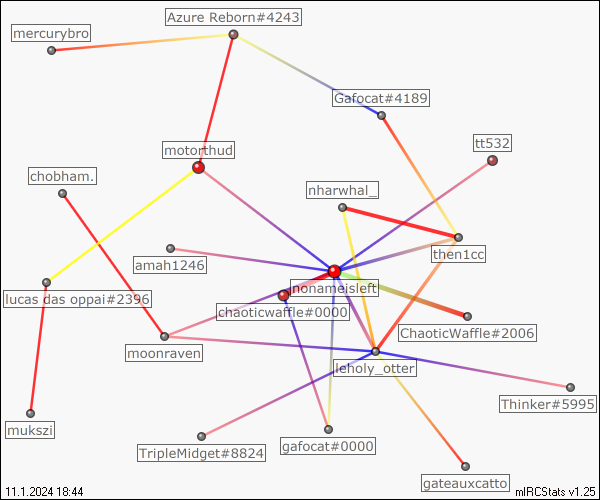 Azure Reborn#4243
mercurybro
Gafocat#4189
tt532
motorthud
chobham.
nharwhal_
then1cc
amah1246
nonameisleft
lucas das oppai#2396
chaoticwaffle#0000
ChaoticWaffle#2006
moonraven
leholy_otter
Thinker#5995
mukszi
gafocat#0000
TripleMidget#8824
gateauxcatto
11.1.2024 18:44
mIRCStats v1.25